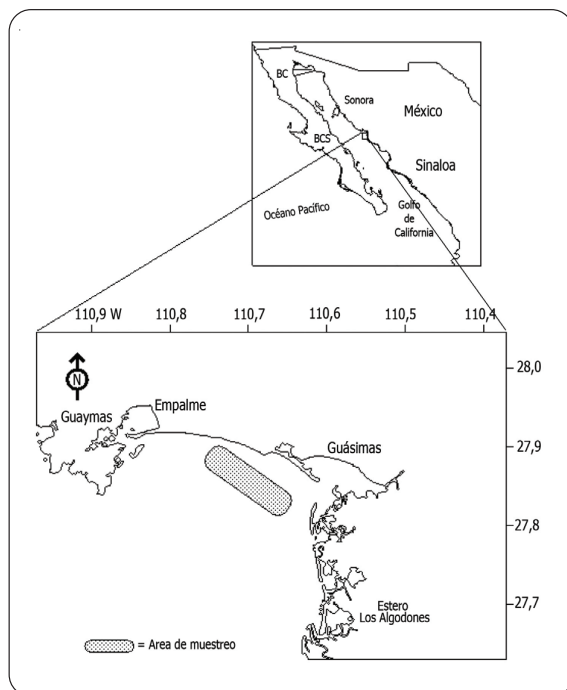 BC
Sonora
México
BCS
Sinaloa
Océano Pacífico
Golfo
de
California
110,9 W 110,8 110,7 110,6 110,5 110,4
28,0
N
Empalme
Guaymas
27,9
Guásimas
27,8
27,7
Estero
Los Algodones
= Area de muestreo